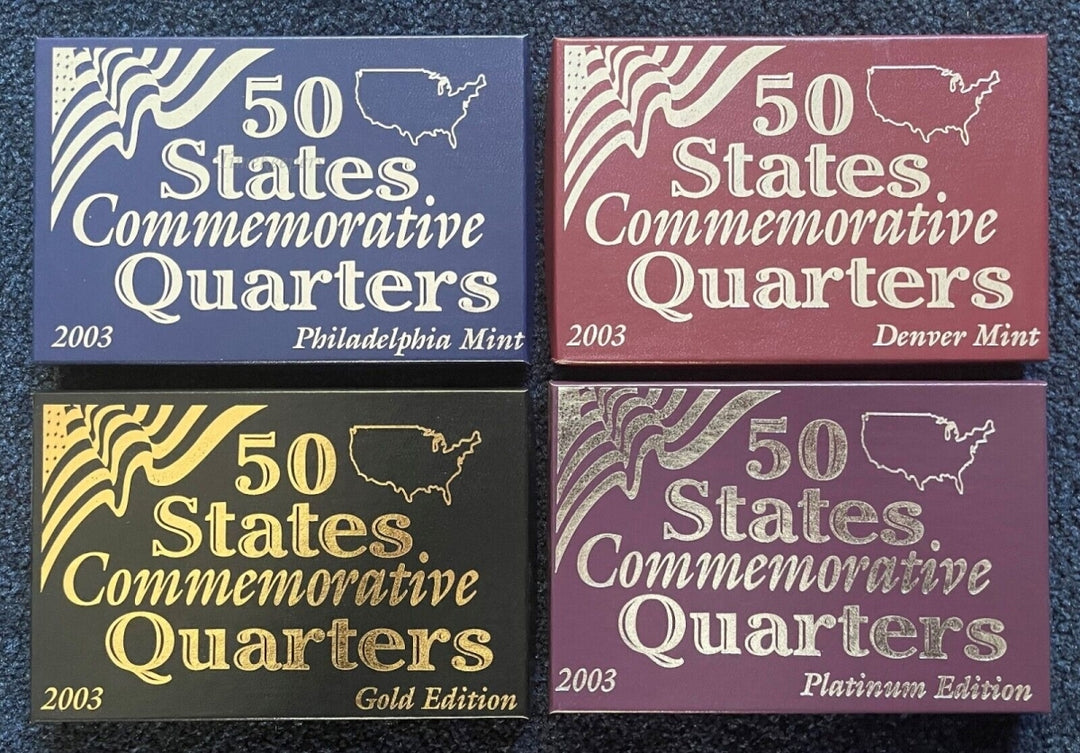 50
States
Commemorative
Quarters
2003 Philadelphia Mint
50
States
Commemorative
Quarters
2003 Denver Mint
50
States
Commemorative
Quarters
2003 Gold Edition
50
States
Commemorative
Quarters
2003 Platinum Edition